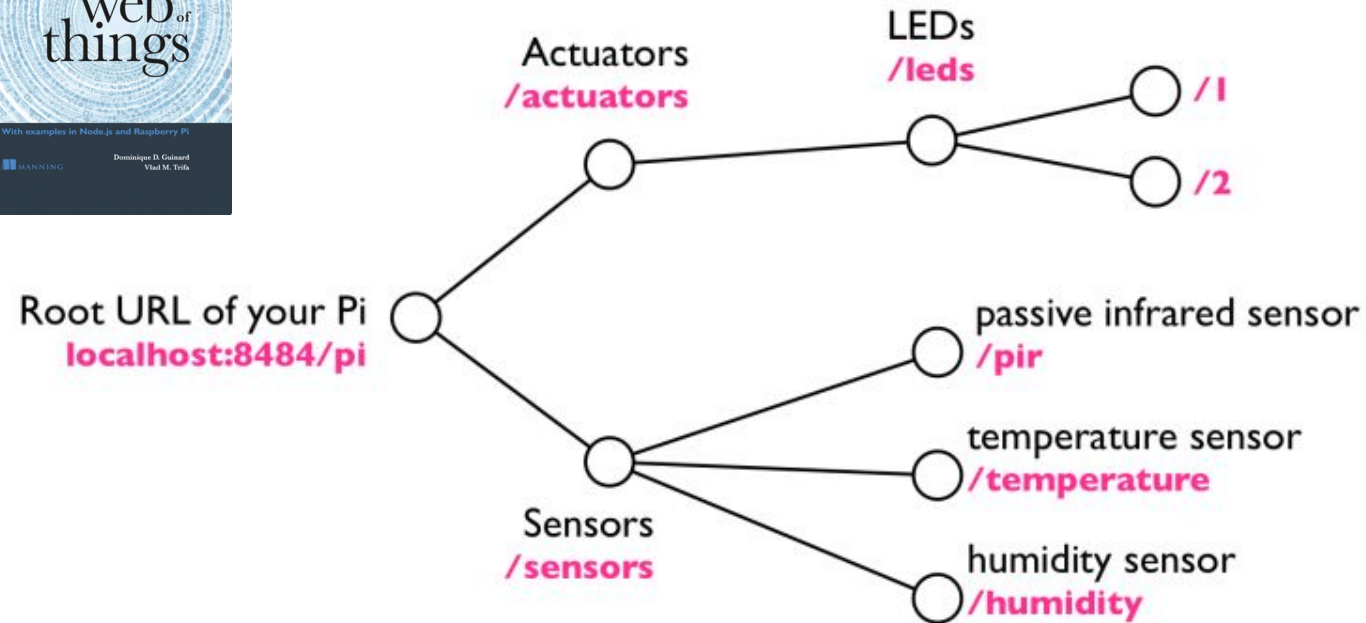 web of
things
With examples in Node.js and Raspberry Pi
MANNING
Dominique D. Guinard
Vlad M. Trifa
Actuators
/actuators
LEDs
/leds
/1
/2
Root URL of your Pi
localhost:8484/pi
passive infrared sensor
/pir
temperature sensor
/temperature
Sensors
/sensors
humidity sensor
/humidity